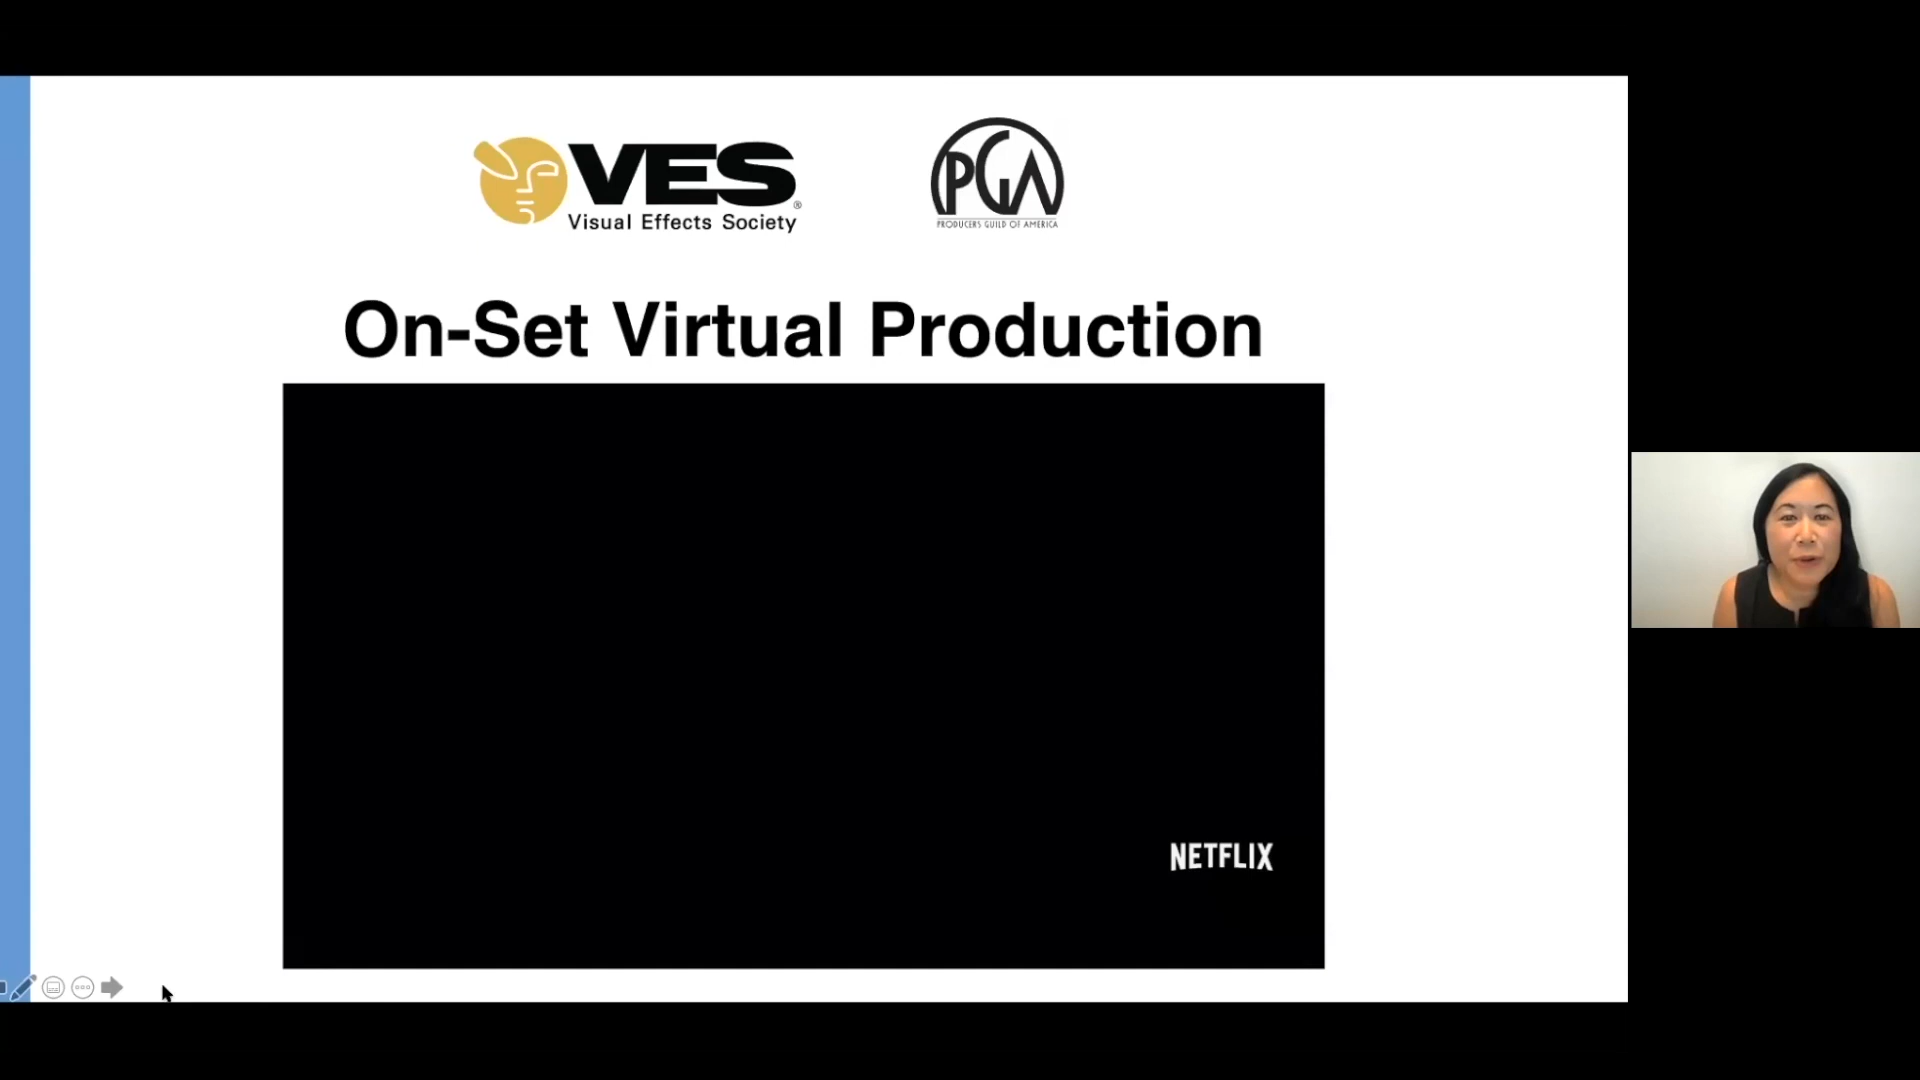 VES®
Visual Effects Society
PGA
PRODUCERS GUILD OF AMERICA
On-Set Virtual Production
NETFLIX